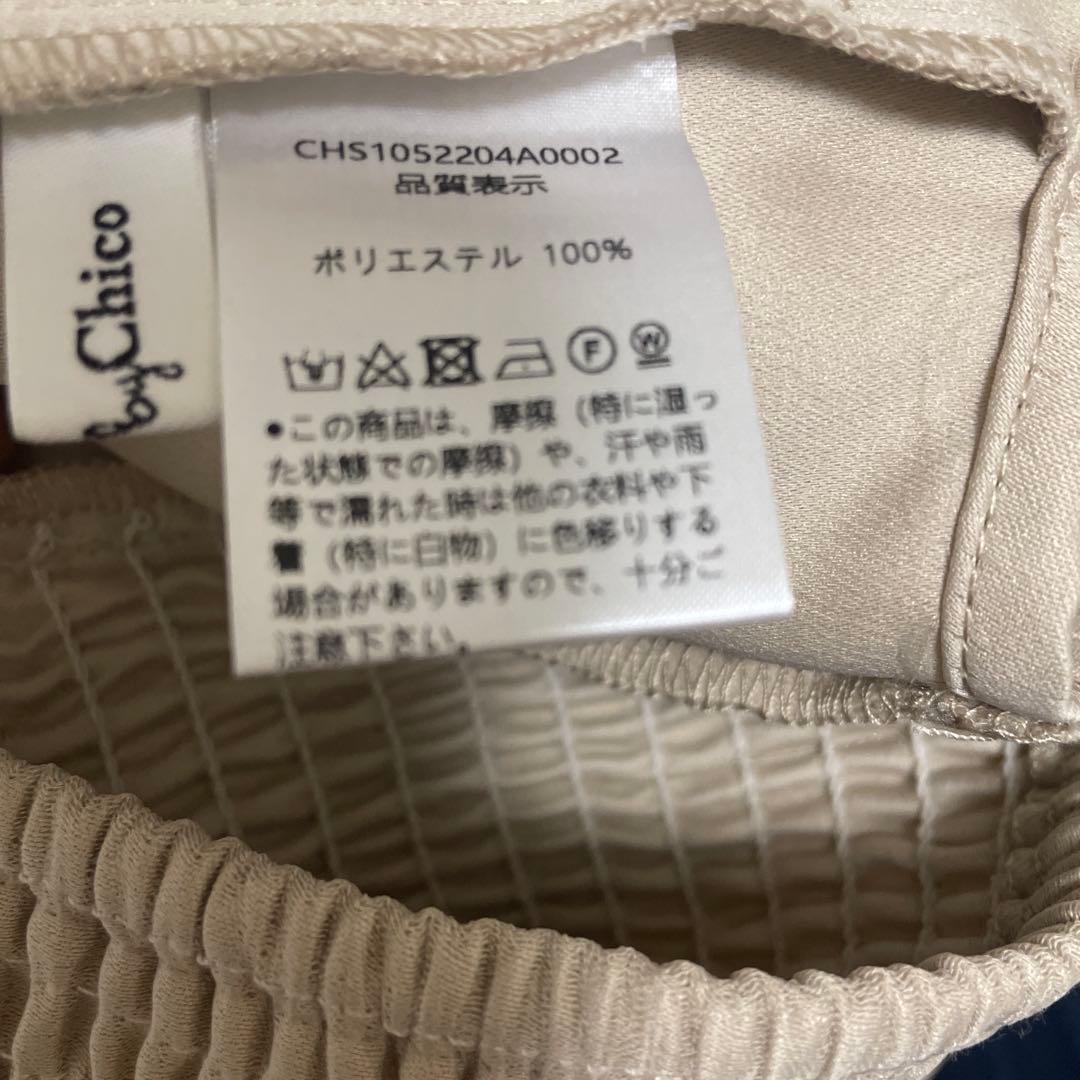 byChico
CHS1052204A0002
品質表示
ポリエステル 100%
F
W
●この商品は、摩擦（特に湿っ
た状態での摩擦）や、汗や雨
等で濡れた時は他の衣料や下
着（特に白物）に色移りする
場合がありますので、十分ご
注意下さい。